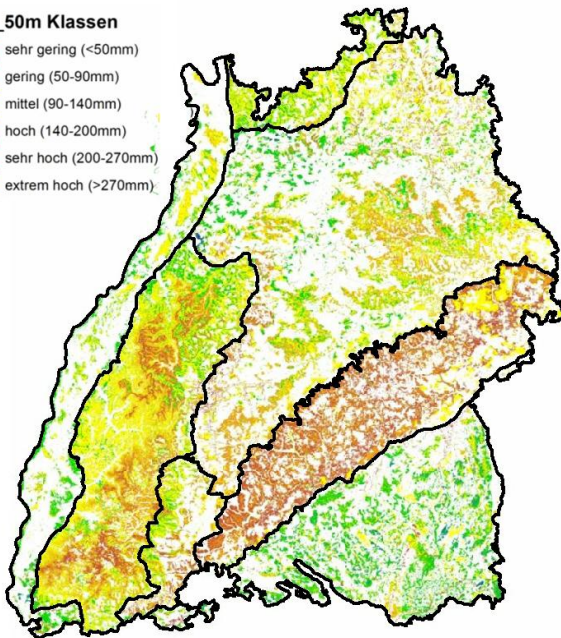 _50m Klassen
sehr gering (<50mm)
gering (50-90mm)
mittel (90-140mm)
hoch (140-200mm)
sehr hoch (200-270mm)
extrem hoch (>270mm)